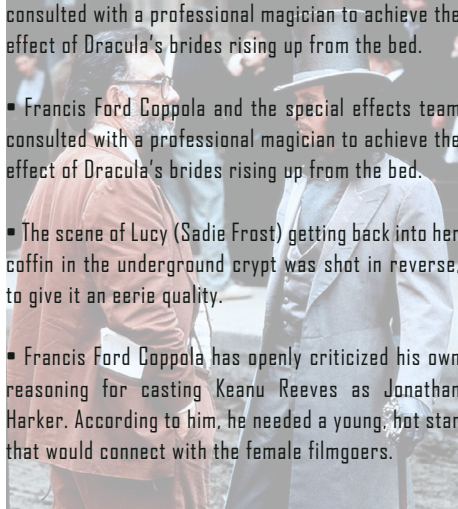 consulted with a professional magician to achieve the
effect of Dracula's brides rising up from the bed.
• Francis Ford Coppola and the special effects team
consulted with a professional magician to achieve the
effect of Dracula's brides rising up from the bed.
• The scene of Lucy (Sadie Frost) getting back into her
coffin in the underground crypt was shot in reverse,
to give it an eerie quality.
• Francis Ford Coppola has openly criticized his own
reasoning for casting Keanu Reeves as Jonathan
Harker. According to him, he needed a young, hot star
that would connect with the female filmgoers.